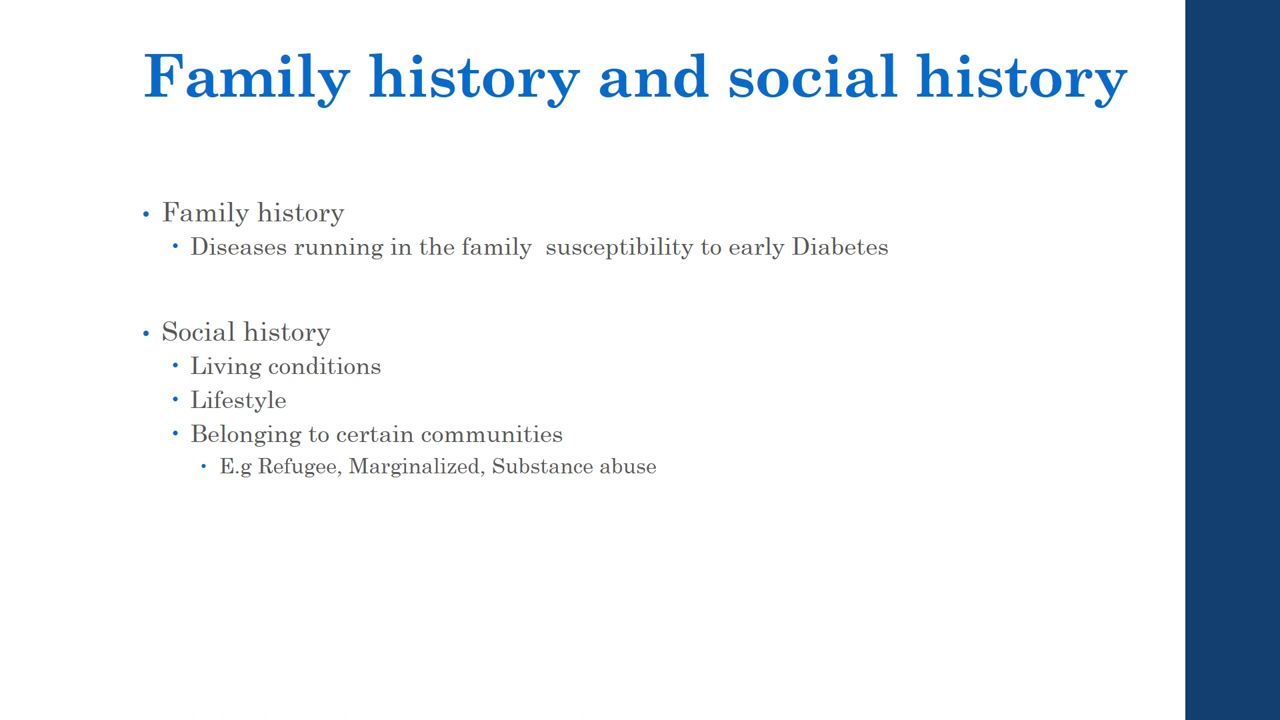 Family history and social history
• Family history
• Diseases running in the family  susceptibility to early Diabetes
• Social history
• Living conditions
• Lifestyle
• Belonging to certain communities
• E.g Refugee, Marginalized, Substance abuse